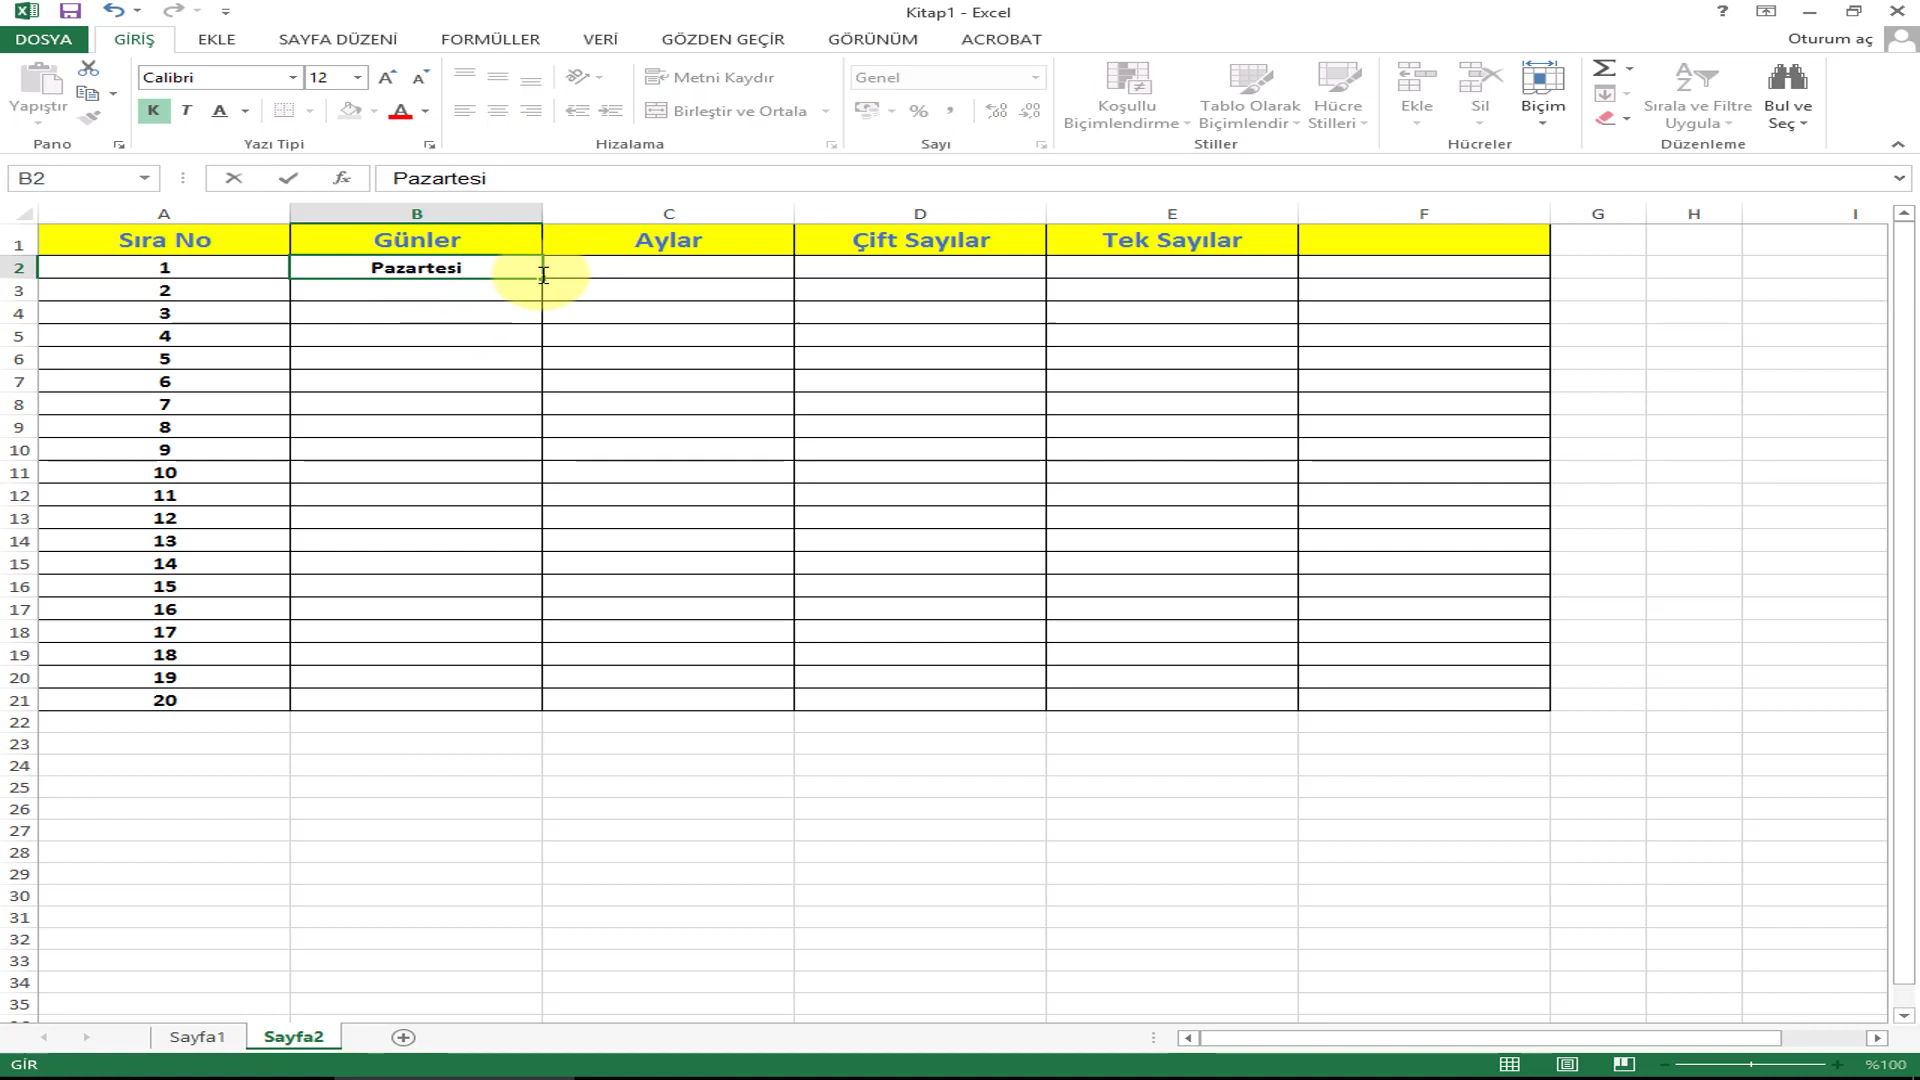 Kitap1 - Excel
DOSYA GİRİŞ EKLE SAYFA DÜZENİ FORMÜLLER VERİ GÖZDEN GEÇİR GÖRÜNÜM ACROBAT Oturum aç
Yapıştır
Calibri 12
K T A
Metni Kaydır
Birleştir ve Ortala
Genel
%
Koşullu Biçimlendirme
Tablo Olarak Biçimlendir
Hücre Stilleri
Ekle
Sil
Biçim
Sırala ve Filtre Uygula
Bul ve Seç
Pano Yazı Tipi Hizalama Sayı Stiller Hücreler Düzenleme
B2 fx Pazartesi
A B C D E F G H I
1 Sıra No Günler Aylar Çift Sayılar Tek Sayılar
2 1 Pazartesi
3 2
4 3
5 4
6 5
7 6
8 7
9 8
10 9
11 10
12 11
13 12
14 13
15 14
16 15
17 16
18 17
19 18
20 19
21 20
22
23
24
25
26
27
28
29
30
31
32
33
34
35
Sayfa1 Sayfa2
GİR %100